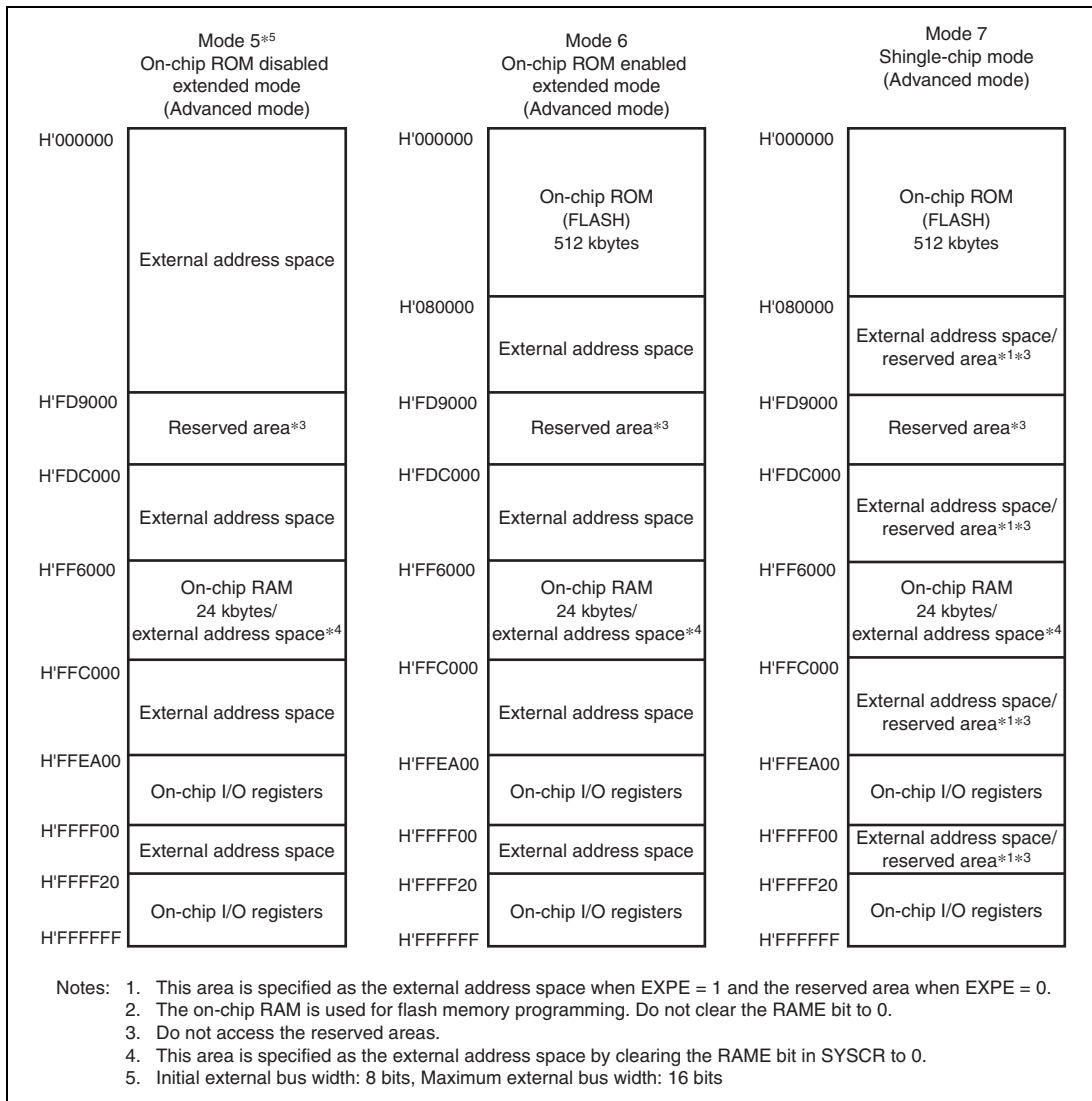 Mode 5*5
On-chip ROM disabled
extended mode
(Advanced mode)
H'000000
External address space
H'FD9000
Reserved area*3
H'FDC000
External address space
H'FF6000
On-chip RAM
24 kbytes/
external address space*4
H'FFC000
External address space
H'FFEA00
On-chip I/O registers
H'FFFF00
External address space
H'FFFF20
On-chip I/O registers
H'FFFFFF
Mode 6
On-chip ROM enabled
extended mode
(Advanced mode)
H'000000
On-chip ROM
(FLASH)
512 kbytes
H'080000
External address space
H'FD9000
Reserved area*3
H'FDC000
External address space
H'FF6000
On-chip RAM
24 kbytes/
external address space*4
H'FFC000
External address space
H'FFEA00
On-chip I/O registers
H'FFFF00
External address space
H'FFFF20
On-chip I/O registers
H'FFFFFF
Mode 7
Shingle-chip mode
(Advanced mode)
H'000000
On-chip ROM
(FLASH)
512 kbytes
H'080000
External address space/
reserved area*1*3
H'FD9000
Reserved area*3
H'FDC000
External address space/
reserved area*1*3
H'FF6000
On-chip RAM
24 kbytes/
external address space*4
H'FFC000
External address space/
reserved area*1*3
H'FFEA00
On-chip I/O registers
H'FFFF00
External address space/
reserved area*1*3
H'FFFF20
On-chip I/O registers
H'FFFFFF
Notes: 1. This area is specified as the external address space when EXPE = 1 and the reserved area when EXPE = 0.
2. The on-chip RAM is used for flash memory programming. Do not clear the RAME bit to 0.
3. Do not access the reserved areas.
4. This area is specified as the external address space by clearing the RAME bit in SYSCR to 0.
5. Initial external bus width: 8 bits, Maximum external bus width: 16 bits